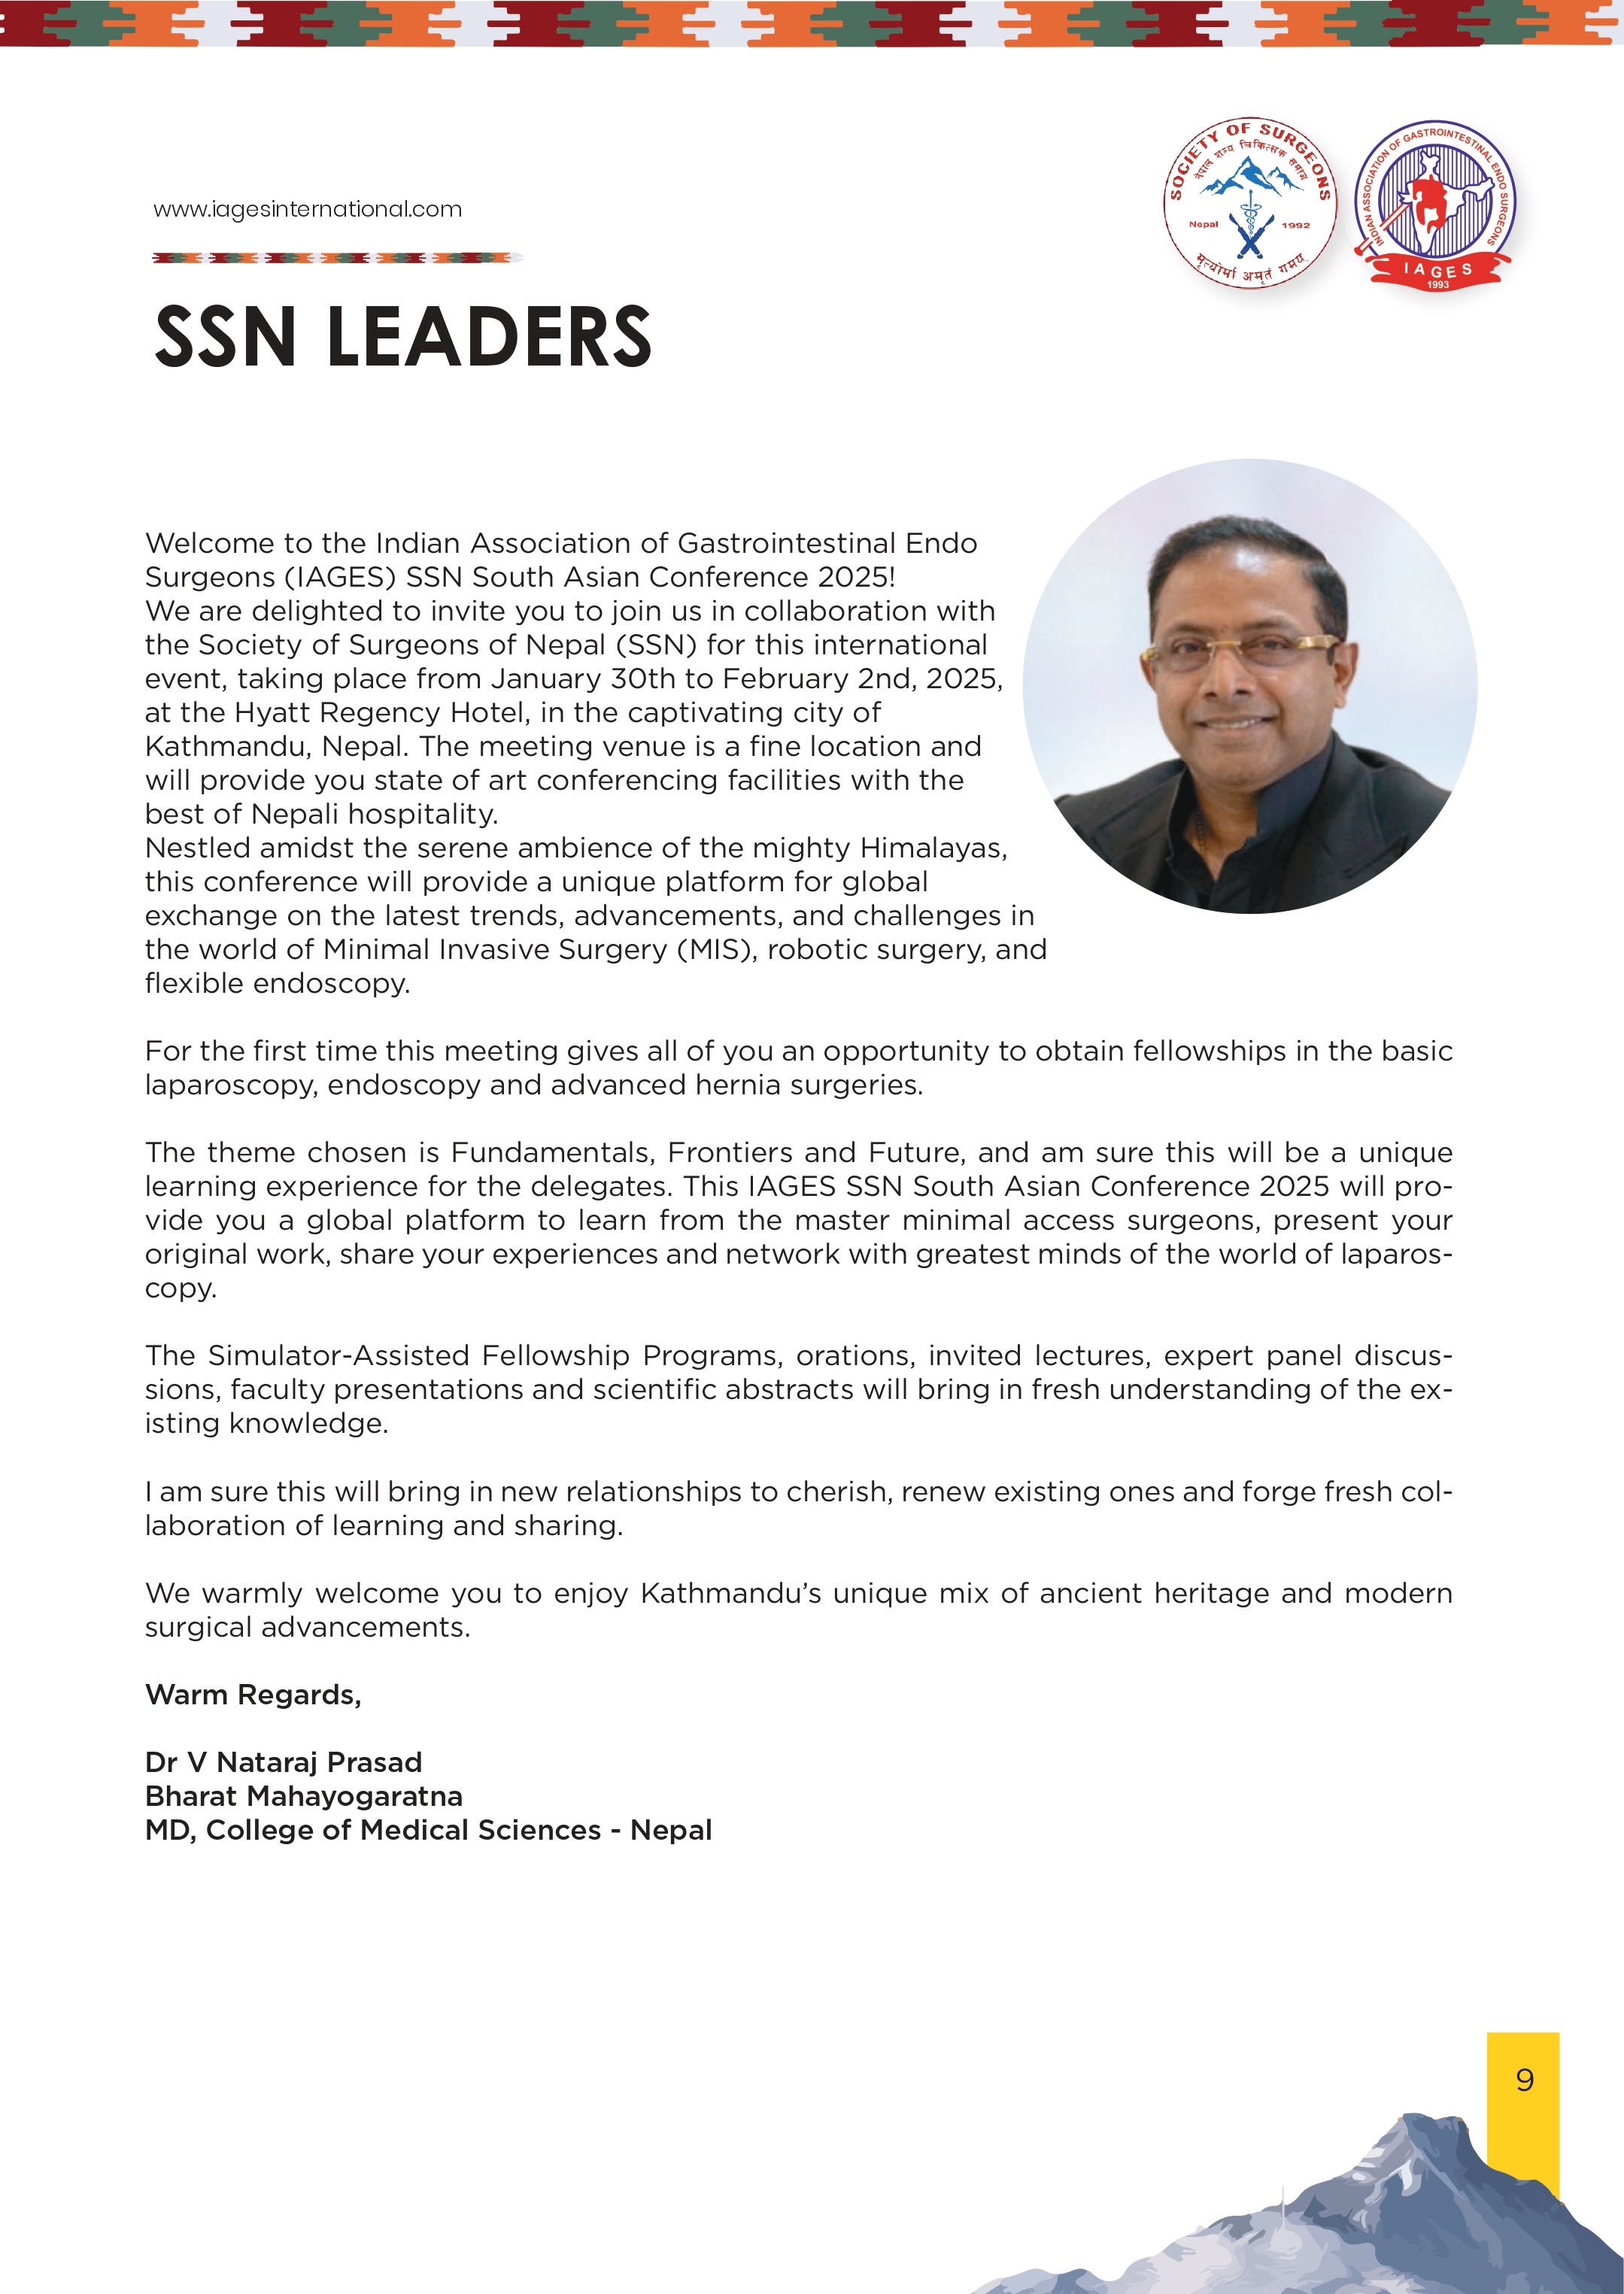 SOCIETY OF SURGEONS
नेपाल शल्य चिकित्सक समाज
Nepal 1992
मृत्योर्मा अमृतं गमय
INDIAN ASSOCIATION OF GASTROINTESTINAL ENDO SURGEONS
IAGES
1993
www.iagesinternational.com
SSN LEADERS
Welcome to the Indian Association of Gastrointestinal Endo
Surgeons (IAGES) SSN South Asian Conference 2025!
We are delighted to invite you to join us in collaboration with
the Society of Surgeons of Nepal (SSN) for this international
event, taking place from January 30th to February 2nd, 2025,
at the Hyatt Regency Hotel, in the captivating city of
Kathmandu, Nepal. The meeting venue is a fine location and
will provide you state of art conferencing facilities with the
best of Nepali hospitality.
Nestled amidst the serene ambience of the mighty Himalayas,
this conference will provide a unique platform for global
exchange on the latest trends, advancements, and challenges in
the world of Minimal Invasive Surgery (MIS), robotic surgery, and
flexible endoscopy.
For the first time this meeting gives all of you an opportunity to obtain fellowships in the basic
laparoscopy, endoscopy and advanced hernia surgeries.
The theme chosen is Fundamentals, Frontiers and Future, and am sure this will be a unique
learning experience for the delegates. This IAGES SSN South Asian Conference 2025 will pro-
vide you a global platform to learn from the master minimal access surgeons, present your
original work, share your experiences and network with greatest minds of the world of laparos-
copy.
The Simulator-Assisted Fellowship Programs, orations, invited lectures, expert panel discus-
sions, faculty presentations and scientific abstracts will bring in fresh understanding of the ex-
isting knowledge.
I am sure this will bring in new relationships to cherish, renew existing ones and forge fresh col-
laboration of learning and sharing.
We warmly welcome you to enjoy Kathmandu’s unique mix of ancient heritage and modern
surgical advancements.
Warm Regards,
Dr V Nataraj Prasad
Bharat Mahayogaratna
MD, College of Medical Sciences - Nepal
9